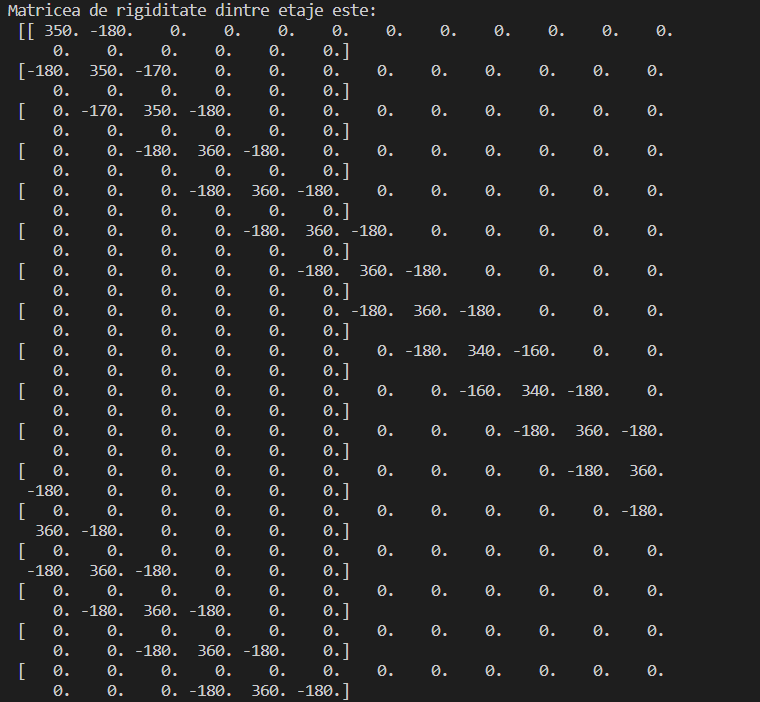 Matricea de rigiditate dintre etaje este:
[[ 350. -180. 0. 0. 0. 0. 0. 0. 0. 0. 0. 0.
0. 0. 0. 0. 0. 0.]
[-180. 350. -170. 0. 0. 0. 0. 0. 0. 0. 0. 0.
0. 0. 0. 0. 0. 0.]
[ 0. -170. 350. -180. 0. 0. 0. 0. 0. 0. 0. 0.
0. 0. 0. 0. 0. 0.]
[ 0. 0. -180. 360. -180. 0. 0. 0. 0. 0. 0. 0.
0. 0. 0. 0. 0. 0.]
[ 0. 0. 0. -180. 360. -180. 0. 0. 0. 0. 0. 0.
0. 0. 0. 0. 0. 0.]
[ 0. 0. 0. 0. -180. 360. -180. 0. 0. 0. 0. 0.
0. 0. 0. 0. 0. 0.]
[ 0. 0. 0. 0. 0. -180. 360. -180. 0. 0. 0. 0.
0. 0. 0. 0. 0. 0.]
[ 0. 0. 0. 0. 0. 0. -180. 360. -180. 0. 0. 0.
0. 0. 0. 0. 0. 0.]
[ 0. 0. 0. 0. 0. 0. 0. -180. 340. -160. 0. 0.
0. 0. 0. 0. 0. 0.]
[ 0. 0. 0. 0. 0. 0. 0. 0. -160. 340. -180. 0.
0. 0. 0. 0. 0. 0.]
[ 0. 0. 0. 0. 0. 0. 0. 0. 0. -180. 360. -180.
0. 0. 0. 0. 0. 0.]
[ 0. 0. 0. 0. 0. 0. 0. 0. 0. 0. -180. 360.
-180. 0. 0. 0. 0. 0.]
[ 0. 0. 0. 0. 0. 0. 0. 0. 0. 0. 0. -180.
360. -180. 0. 0. 0. 0.]
[ 0. 0. 0. 0. 0. 0. 0. 0. 0. 0. 0. 0.
-180. 360. -180. 0. 0. 0.]
[ 0. 0. 0. 0. 0. 0. 0. 0. 0. 0. 0. 0.
0. -180. 360. -180. 0. 0.]
[ 0. 0. 0. 0. 0. 0. 0. 0. 0. 0. 0. 0.
0. 0. -180. 360. -180. 0.]
[ 0. 0. 0. 0. 0. 0. 0. 0. 0. 0. 0. 0.
0. 0. 0. -180. 360. -180.]